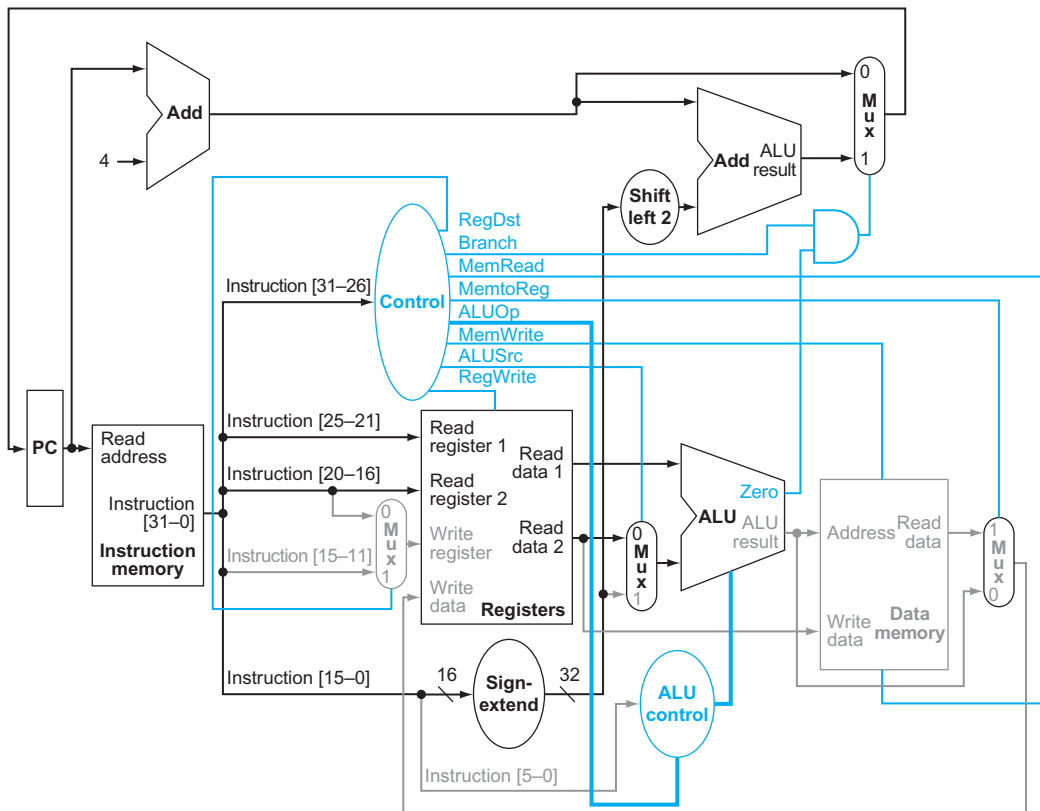 0
M
u
x
1
Add
4
Add
ALU
result
Shift
left 2
RegDst
Branch
MemRead
MemtoReg
ALUOp
MemWrite
ALUSrc
RegWrite
Control
Instruction [31–26]
Instruction [25–21]
Instruction [20–16]
Instruction [15–11]
Instruction [15–0]
Instruction [5–0]
PC
Read
address
Instruction
[31–0]
Instruction
memory
0
M
u
x
1
Read
register 1
Read
register 2
Write
register
Write
data
Read
data 1
Read
data 2
Registers
0
M
u
x
1
Zero
ALU
ALU
result
Address
Read
data
Write
data
Data
memory
1
M
u
x
0
16
Sign-
extend
32
ALU
control